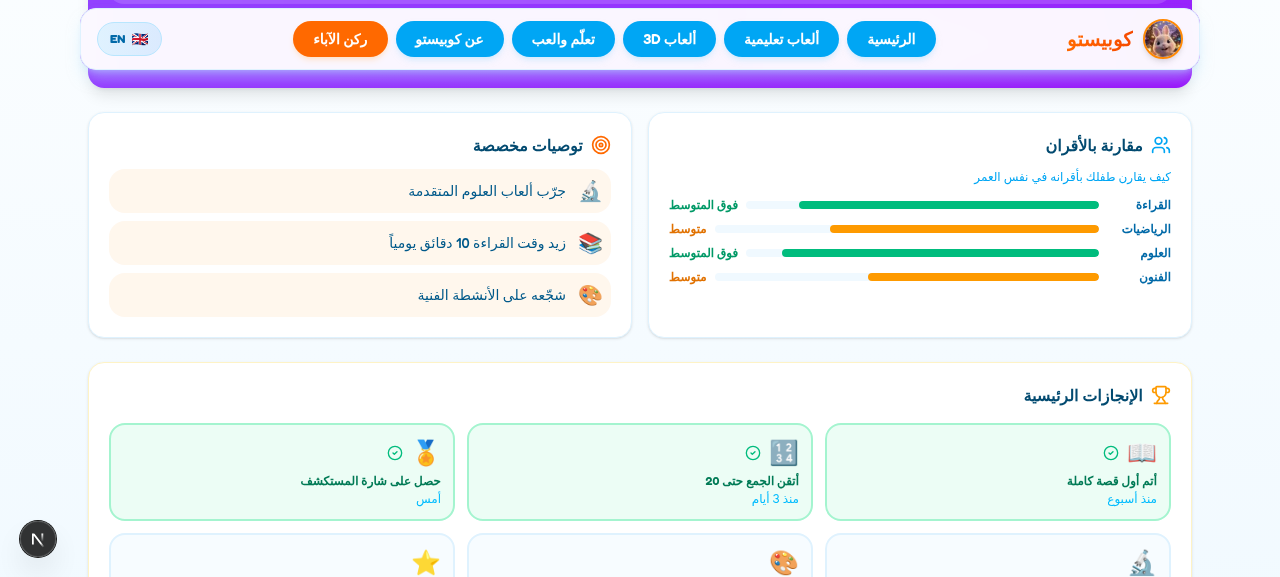 كوبيستو
الرئيسية
ألعاب تعليمية
ألعاب 3D
تعلّم والعب
عن كوبيستو
ركن الآباء
EN
مقارنة بالأقران
كيف يقارن طفلك بأقرانه في نفس العمر
القراءة
فوق المتوسط
الرياضيات
متوسط
العلوم
فوق المتوسط
الفنون
متوسط
توصيات مخصصة
جرّب ألعاب العلوم المتقدمة
زيد وقت القراءة 10 دقائق يومياً
شجّعه على الأنشطة الفنية
الإنجازات الرئيسية
أتم أول قصة كاملة
منذ أسبوع
أتقن الجمع حتى 20
منذ 3 أيام
حصل على شارة المستكشف
أمس